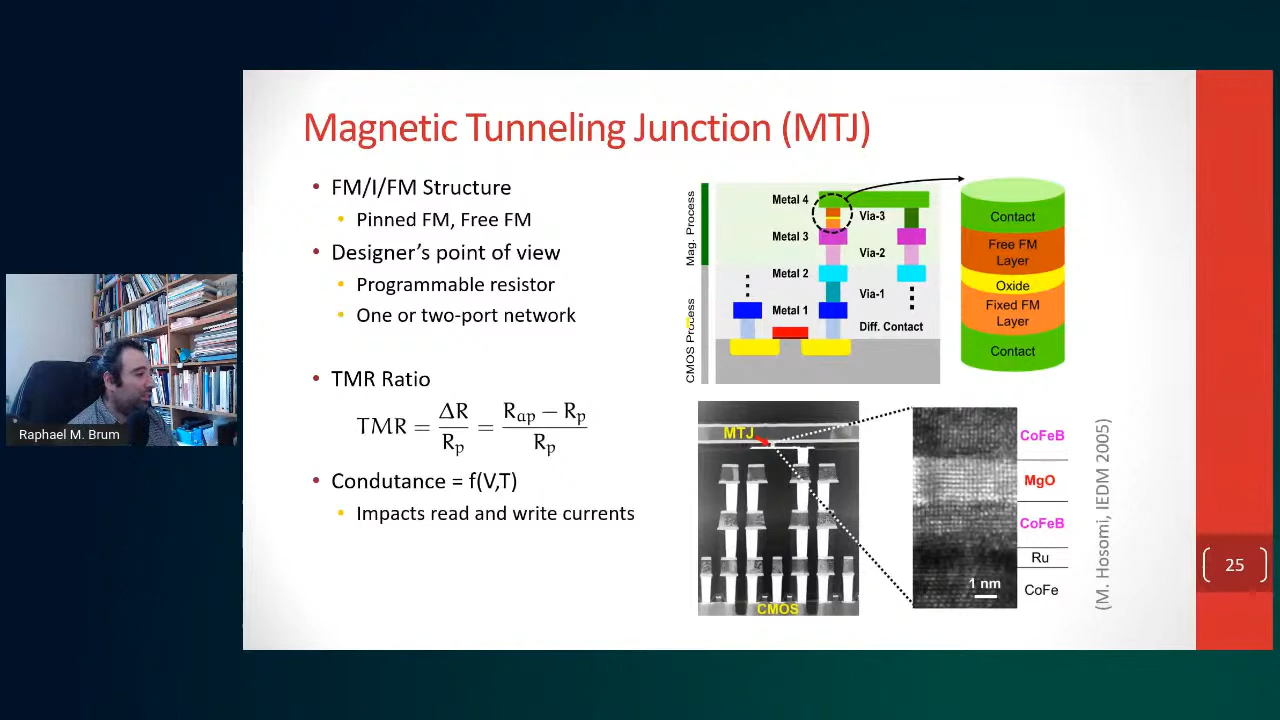 Magnetic Tunneling Junction (MTJ)
• FM/I/FM Structure
• Pinned FM, Free FM
• Designer's point of view
• Programmable resistor
• One or two-port network
• TMR Ratio
TMR = ΔR / Rp = (Rap − Rp) / Rp
• Condutance = f(V,T)
• Impacts read and write currents
Mag. Process
CMOS Process
Metal 4
Via-3
Metal 3
Via-2
Metal 2
Via-1
Metal 1
Diff. Contact
Contact
Free FM
Layer
Oxide
Fixed FM
Layer
Contact
MTJ
CMOS
CoFeB
MgO
CoFeB
Ru
CoFe
1 nm
(M. Hosomi, IEDM 2005)
25
Raphael M. Brum